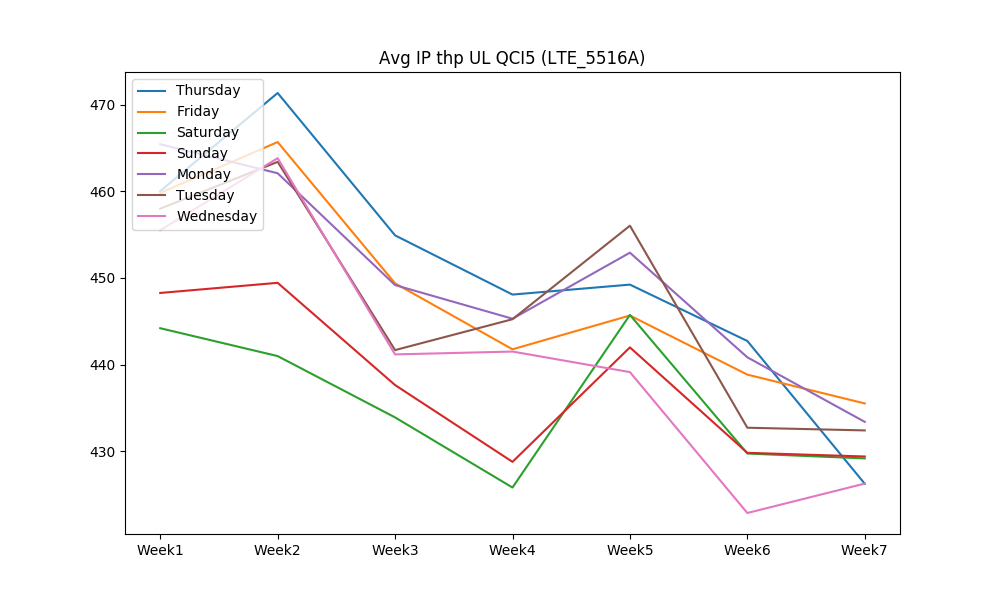 Avg IP thp UL QCI5 (LTE_5516A)
Thursday
Friday
Saturday
Sunday
Monday
Tuesday
Wednesday
470
460
450
440
430
Week1 Week2 Week3 Week4 Week5 Week6 Week7